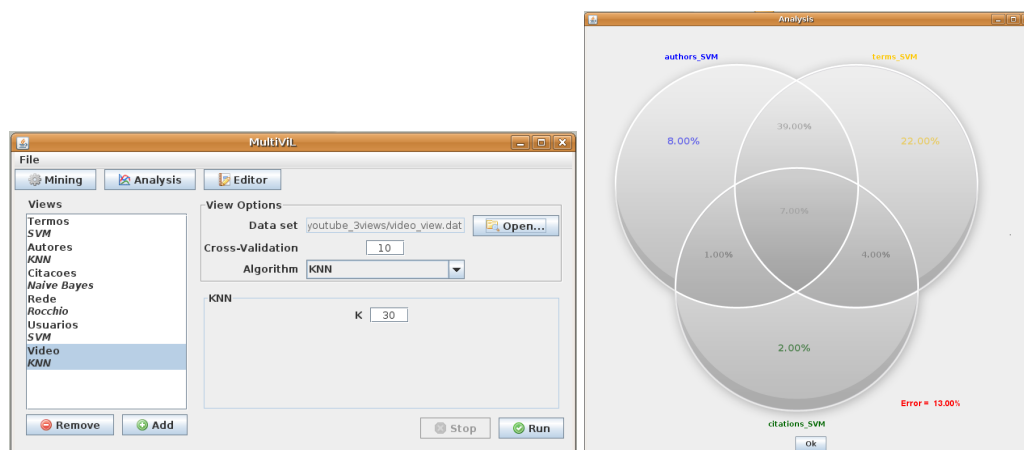 MultiViL
File
Mining
Analysis
Editor
Views
Termos
SVM
Autores
KNN
Citacoes
Naive Bayes
Rede
Rocchio
Usuarios
SVM
Video
KNN
Remove
Add
View Options
Data set youtube_3views/video_view.dat Open...
Cross-Validation 10
Algorithm KNN
KNN
K 30
Stop
Run
Analysis
authors_SVM
terms_SVM
39.00%
8.00%
22.00%
7.00%
1.00%
4.00%
2.00%
Error = 13.00%
citations_SVM
Ok